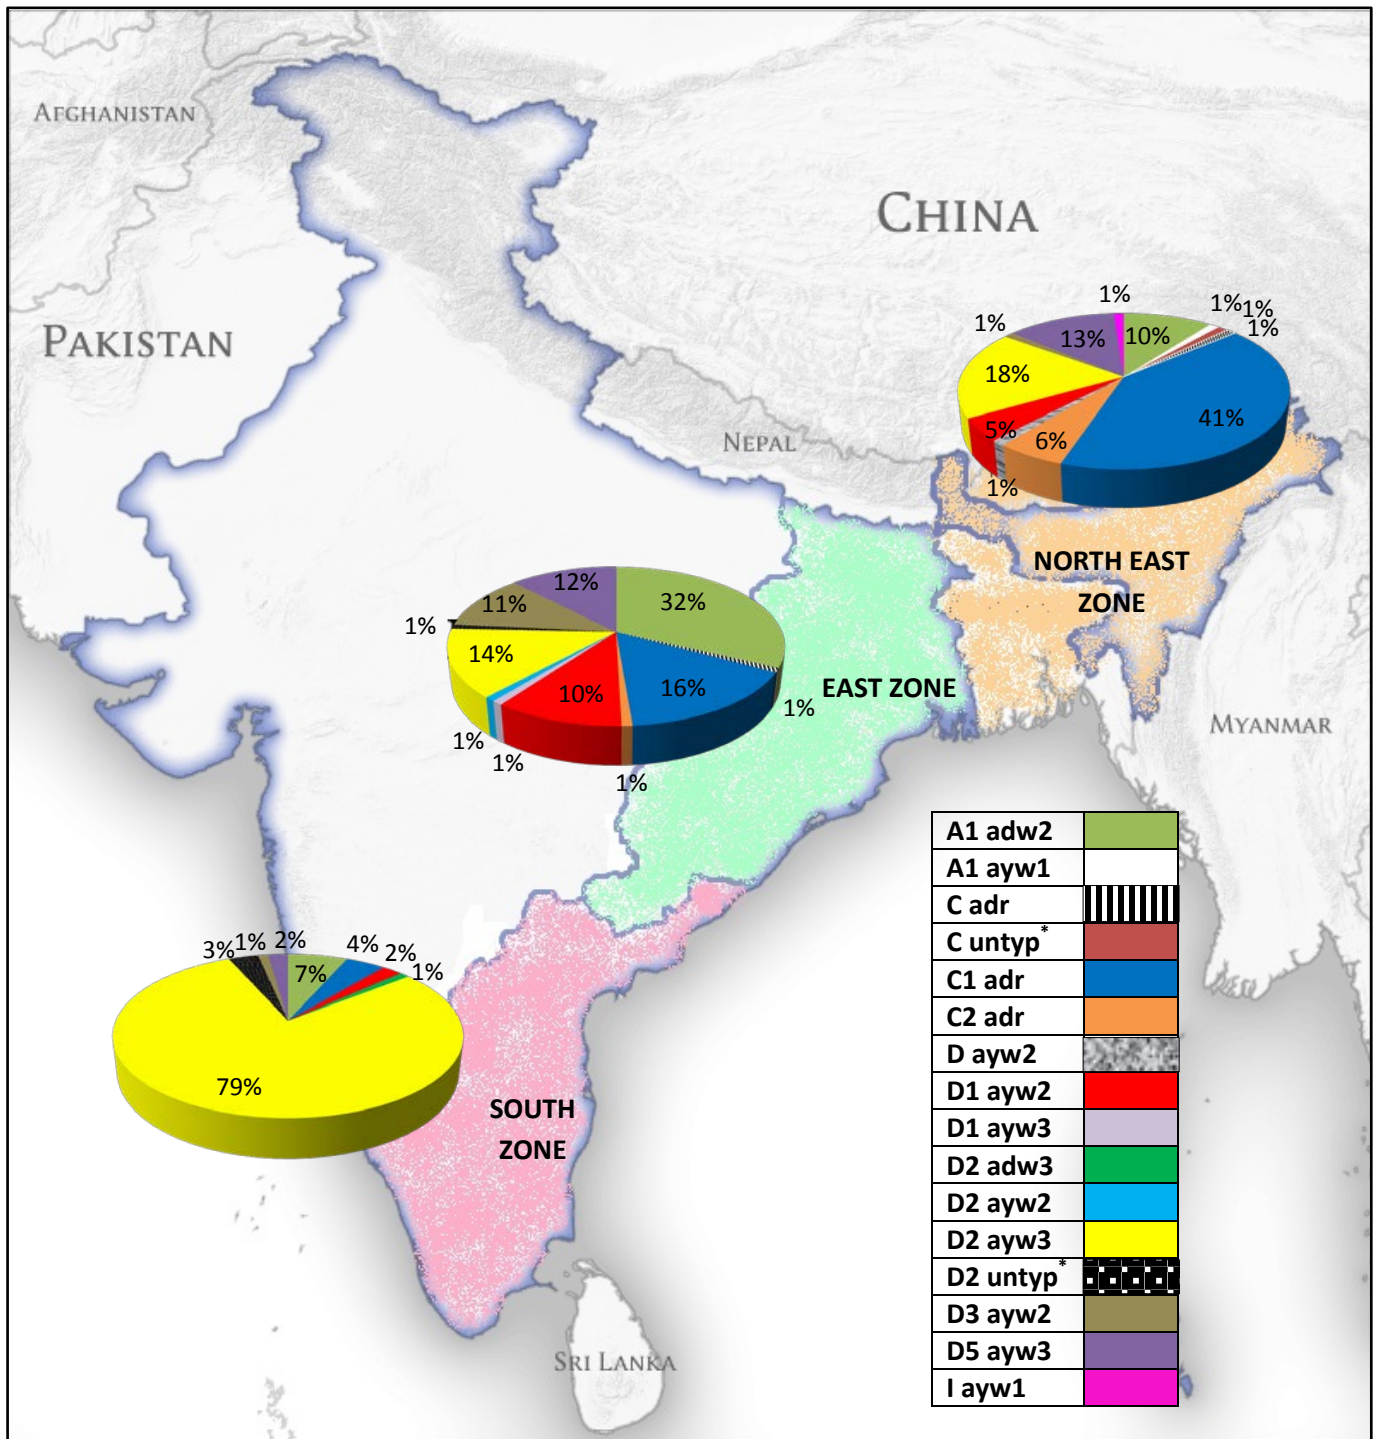 AFGHANISTAN
CHINA
PAKISTAN
NEPAL
1%
1%
1%
1%
1%
13%
10%
18%
41%
5%
6%
1%
NORTH EAST
ZONE
12%
32%
11%
1%
14%
10%
16%
EAST ZONE
1%
1%
1%
1%
MYANMAR
3%
1%
2%
4%
2%
7%
1%
79%
SOUTH
ZONE
SRI LANKA
A1 adw2
A1 ayw1
C adr
C untyp*
C1 adr
C2 adr
D ayw2
D1 ayw2
D1 ayw3
D2 adw3
D2 ayw2
D2 ayw3
D2 untyp*
D3 ayw2
D5 ayw3
I ayw1